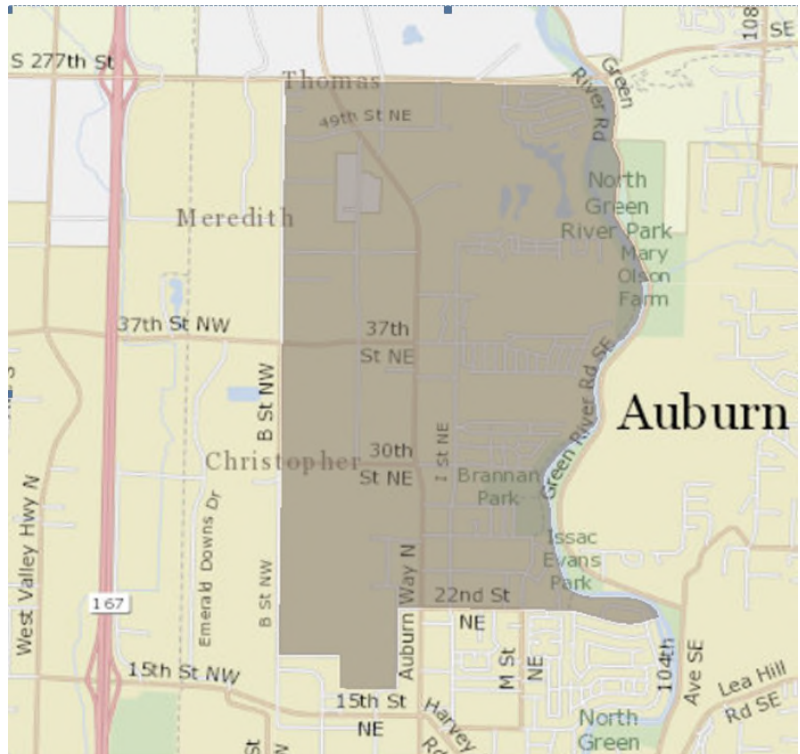 108
SE
S 277th St
Thomas
Green
River Rd
49th St NE
North
Green
River Park
Meredith
Mary
Olson
Farm
37th St NW
37th
St NE
B St NW
Green River Rd SE
Auburn
I St NE
30th
St NE
Christopher
Brannan
Park
West Valley Hwy N
Emerald Downs Dr
B St NW
Issac
Evans
Park
Auburn Way N
167
22nd St
NE
M St
NE
104th
Ave SE
15th St NW
15th St
NE
Lea Hill
Rd SE
Harvey
Rd
North
Green
St